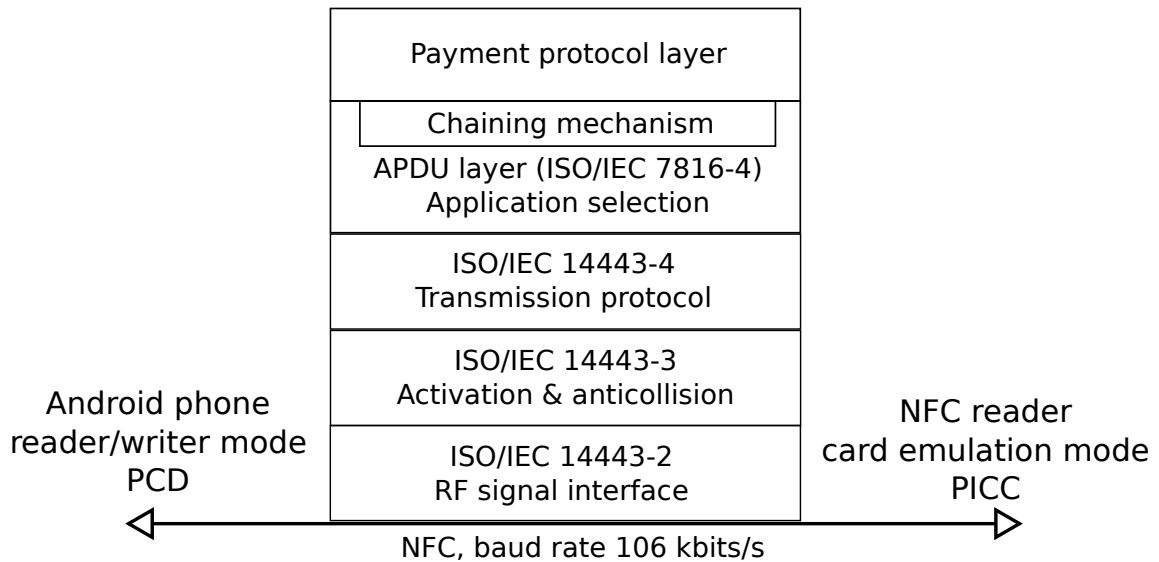 Payment protocol layer
Chaining mechanism
APDU layer (ISO/IEC 7816-4)
Application selection
ISO/IEC 14443-4
Transmission protocol
ISO/IEC 14443-3
Activation & anticollision
ISO/IEC 14443-2
RF signal interface
Android phone
reader/writer mode
PCD
NFC reader
card emulation mode
PICC
NFC, baud rate 106 kbits/s